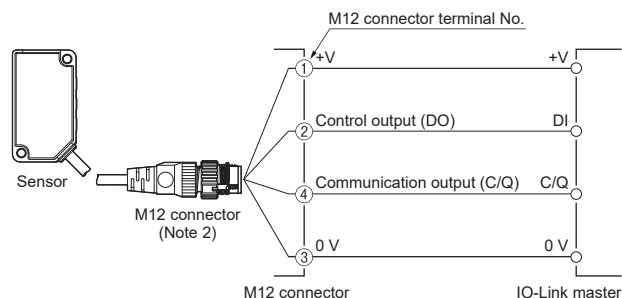 M12 connector terminal No.
1 +V +V
2 Control output (DO) DI
4 Communication output (C/Q) C/Q
3 0 V 0 V
Sensor
M12 connector
(Note 2)
M12 connector IO-Link master